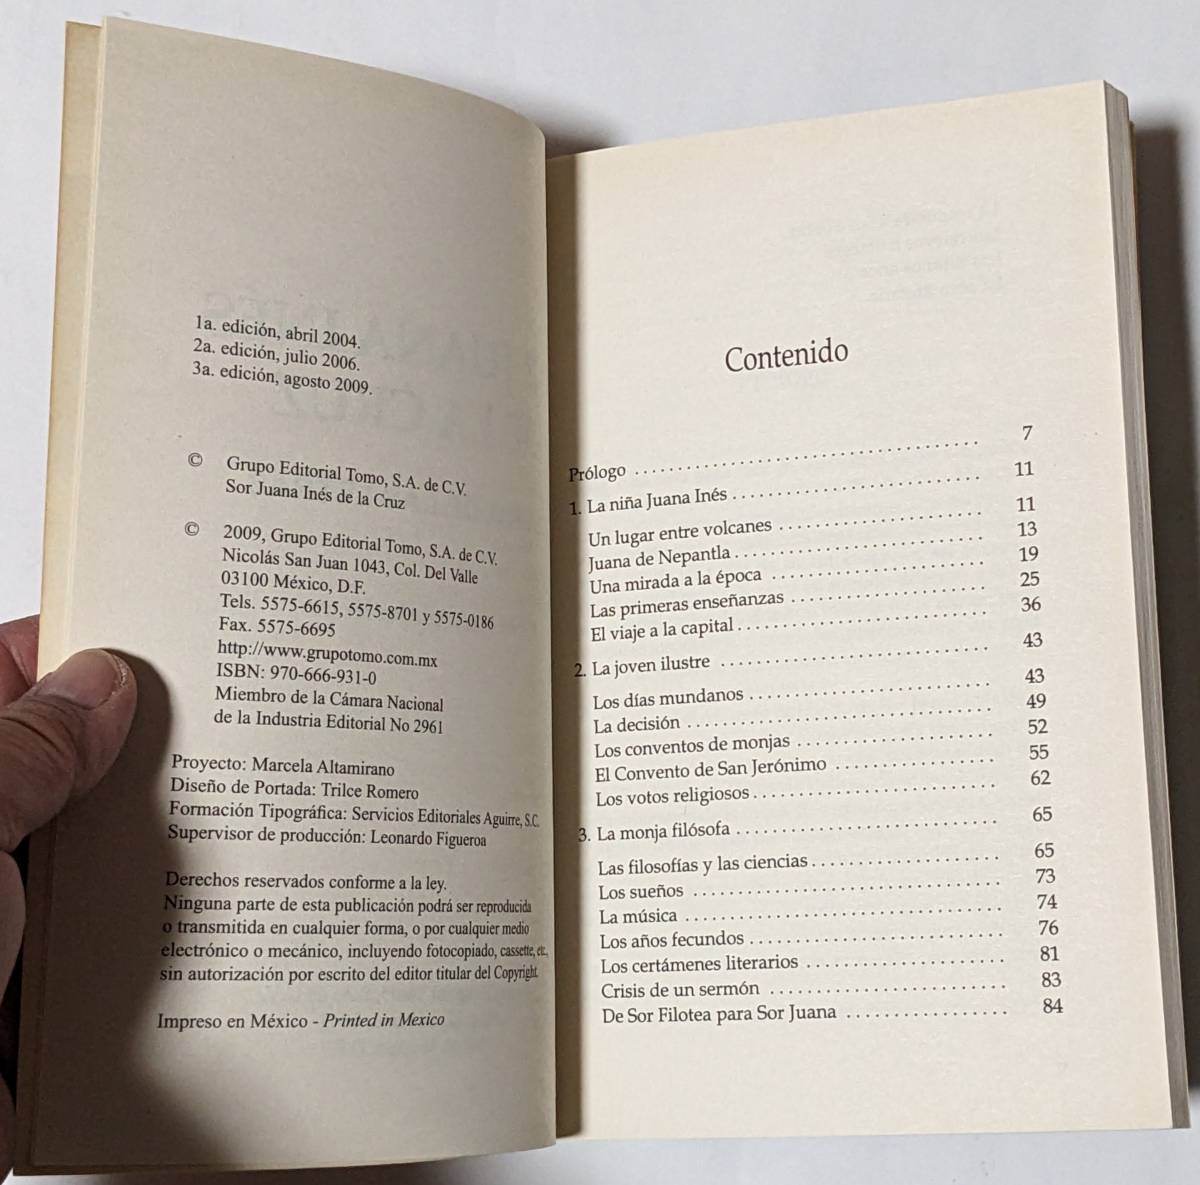 1a. edición, abril 2004.
2a. edición, julio 2006.
3a. edición, agosto 2009.
© Grupo Editorial Tomo, S.A. de C.V.
Sor Juana Inés de la Cruz
© 2009, Grupo Editorial Tomo, S.A. de C.V.
Nicolás San Juan 1043, Col. Del Valle
03100 México, D.F.
Tels. 5575-6615, 5575-8701 y 5575-0186
Fax. 5575-6695
http://www.grupotomo.com.mx
ISBN: 970-666-931-0
Miembro de la Cámara Nacional
de la Industria Editorial No 2961
Proyecto: Marcela Altamirano
Diseño de Portada: Trilce Romero
Formación Tipográfica: Servicios Editoriales Aguirre, S.C.
Supervisor de producción: Leonardo Figueroa
Derechos reservados conforme a la ley.
Ninguna parte de esta publicación podrá ser reproducida
o transmitida en cualquier forma, o por cualquier medio
electrónico o mecánico, incluyendo fotocopiado, cassette, etc,
sin autorización por escrito del editor titular del Copyright.
Impreso en México - Printed in Mexico
Contenido
Prólogo . . . . . . . . . . 7
1. La niña Juana Inés . . . . . . . . . . 11
Un lugar entre volcanes . . . . . . . . . . 11
Juana de Nepantla . . . . . . . . . . 13
Una mirada a la época . . . . . . . . . . 19
Las primeras enseñanzas . . . . . . . . . . 25
El viaje a la capital . . . . . . . . . . 36
2. La joven ilustre . . . . . . . . . . 43
Los días mundanos . . . . . . . . . . 43
La decisión . . . . . . . . . . 49
Los conventos de monjas . . . . . . . . . . 52
El Convento de San Jerónimo . . . . . . . . . . 55
Los votos religiosos . . . . . . . . . . 62
3. La monja filósofa . . . . . . . . . . 65
Las filosofías y las ciencias . . . . . . . . . . 65
Los sueños . . . . . . . . . . 73
La música . . . . . . . . . . 74
Los años fecundos . . . . . . . . . . 76
Los certámenes literarios . . . . . . . . . . 81
Crisis de un sermón . . . . . . . . . . 83
De Sor Filotea para Sor Juana . . . . . . . . . . 84